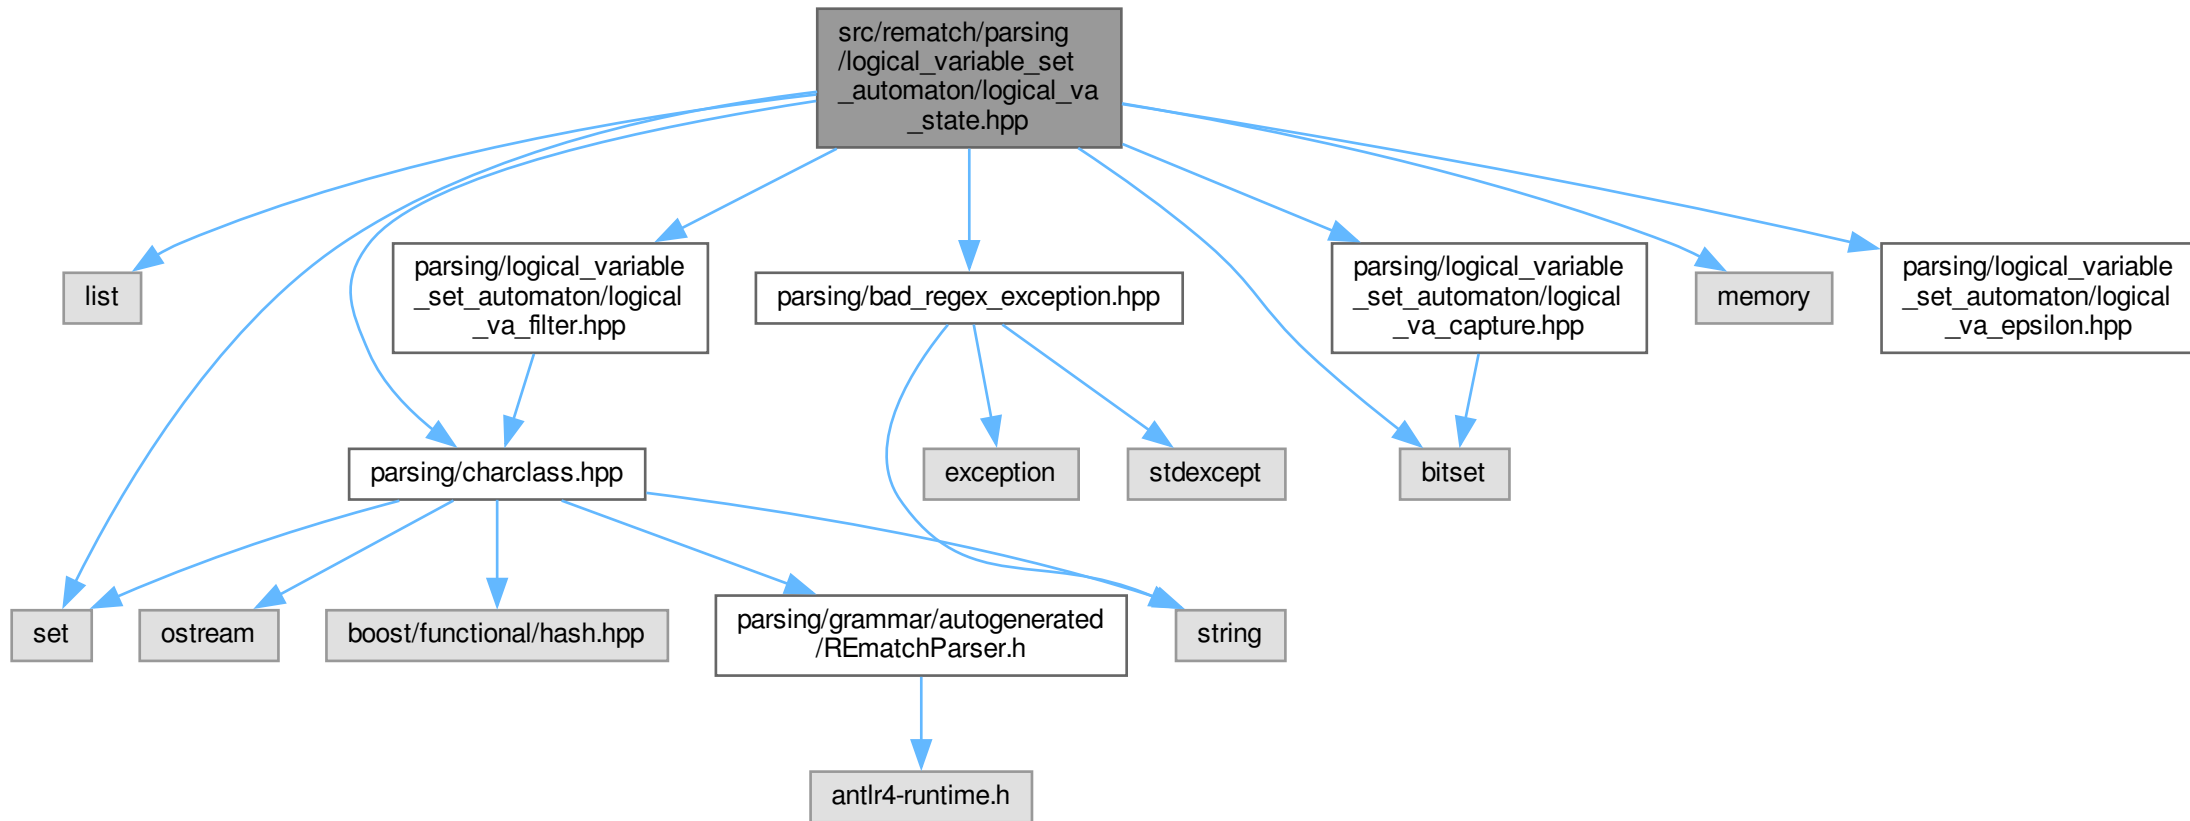 src/rematch/parsing
/logical_variable_set
_automaton/logical_va
_state.hpp
list
parsing/logical_variable
_set_automaton/logical
_va_filter.hpp
parsing/bad_regex_exception.hpp
parsing/logical_variable
_set_automaton/logical
_va_capture.hpp
memory
parsing/logical_variable
_set_automaton/logical
_va_epsilon.hpp
parsing/charclass.hpp
exception
stdexcept
bitset
set
ostream
boost/functional/hash.hpp
parsing/grammar/autogenerated
/REmatchParser.h
string
antlr4-runtime.h